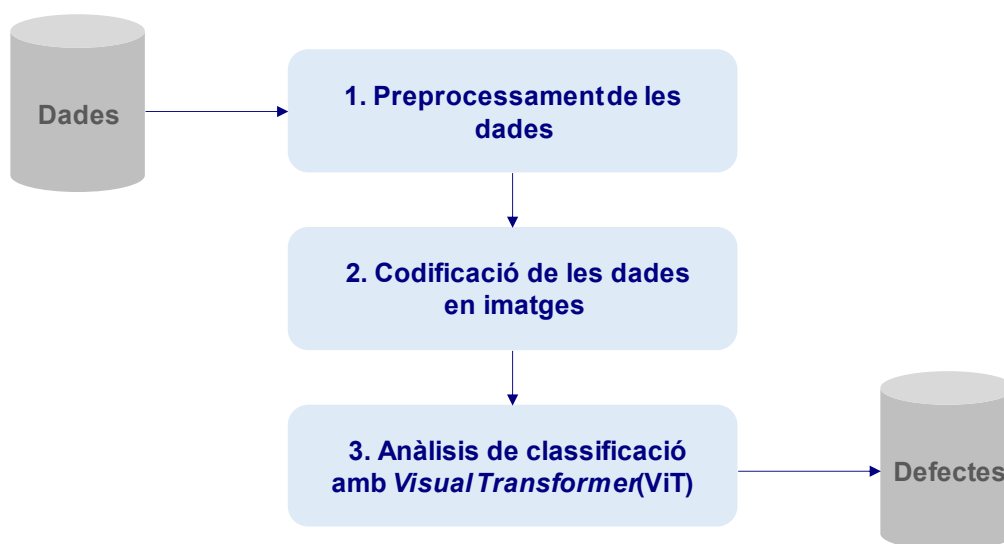 Dades
1. Preprocessament de les
dades
2. Codificació de les dades
en imatges
3. Anàlisis de classificació
amb Visual Transformer(ViT)
Defectes